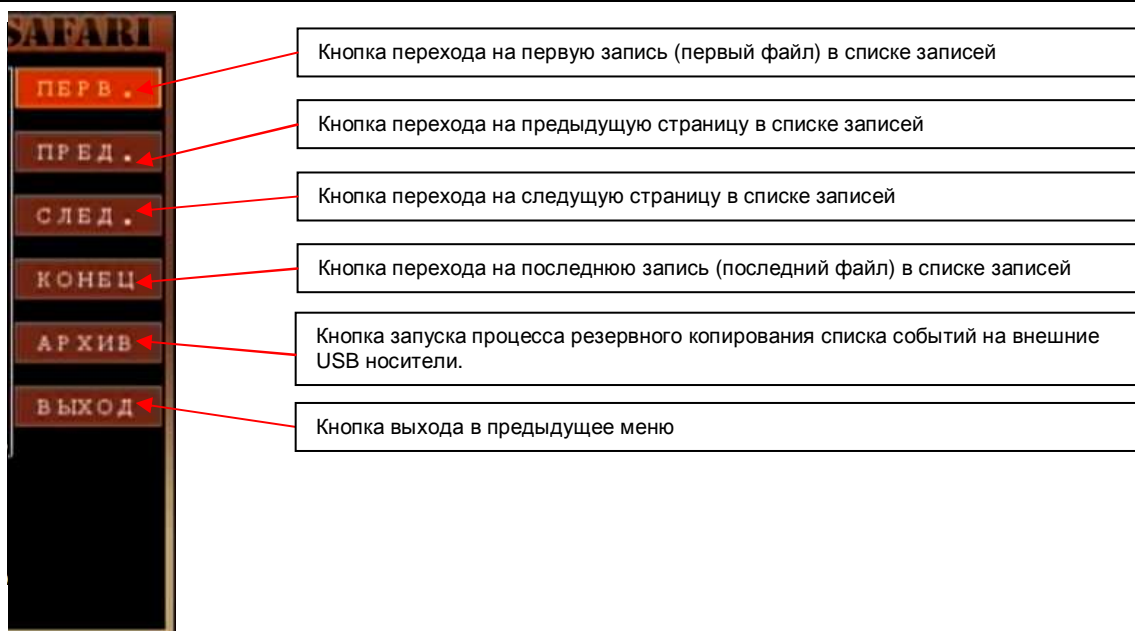 SAFARI
ПЕРВ.
Кнопка перехода на первую запись (первый файл) в списке записей
ПРЕД.
Кнопка перехода на предыдущую страницу в списке записей
СЛЕД.
Кнопка перехода на следущую страницу в списке записей
КОНЕЦ
Кнопка перехода на последнюю запись (последний файл) в списке записей
АРХИВ
Кнопка запуска процесса резервного копирования списка событий на внешние
USB носители.
ВЫХОД
Кнопка выхода в предыдущее меню